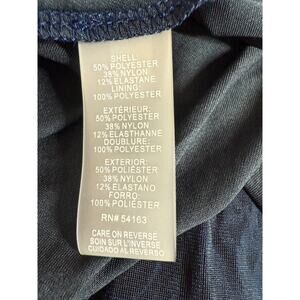 SHELL:
50% POLYESTER
38% NYLON
12% ELASTANE
LINING:
100% POLYESTER
EXTÉRIEUR:
50% POLYESTER
38% NYLON
12% ELASTHANNE
DOUBLURE:
100% POLYESTER
EXTERIOR:
50% POLIÉSTER
38% NYLON
12% ELASTANO
FORRO:
100% POLIÉSTER
RN# 54163
CARE ON REVERSE
SOIN SUR L'INVERSE
CUIDADO AL REVERSO